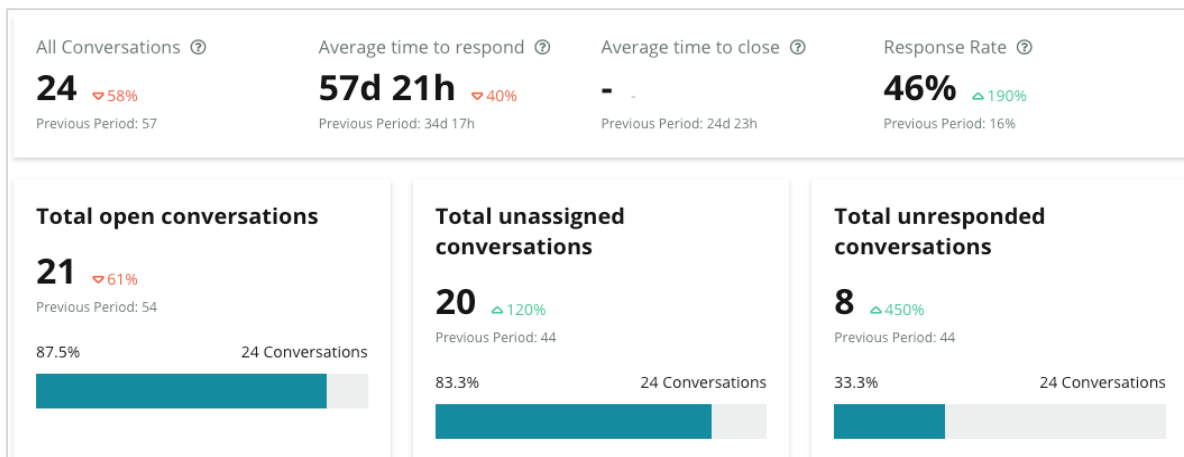 All Conversations ?
24 58%
Previous Period: 57
Average time to respond ?
57d 21h 40%
Previous Period: 34d 17h
Average time to close ?
- -
Previous Period: 24d 23h
Response Rate ?
46% 190%
Previous Period: 16%
Total open conversations
21 61%
Previous Period: 54
87.5% 24 Conversations
Total unassigned
conversations
20 120%
Previous Period: 44
83.3% 24 Conversations
Total unresponded
conversations
8 450%
Previous Period: 44
33.3% 24 Conversations